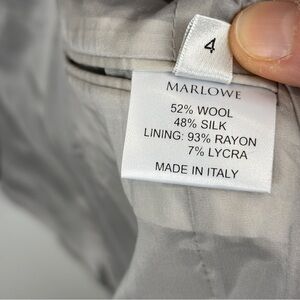 4
MARLOWE
52% WOOL
48% SILK
LINING: 93% RAYON
7% LYCRA
MADE IN ITALY